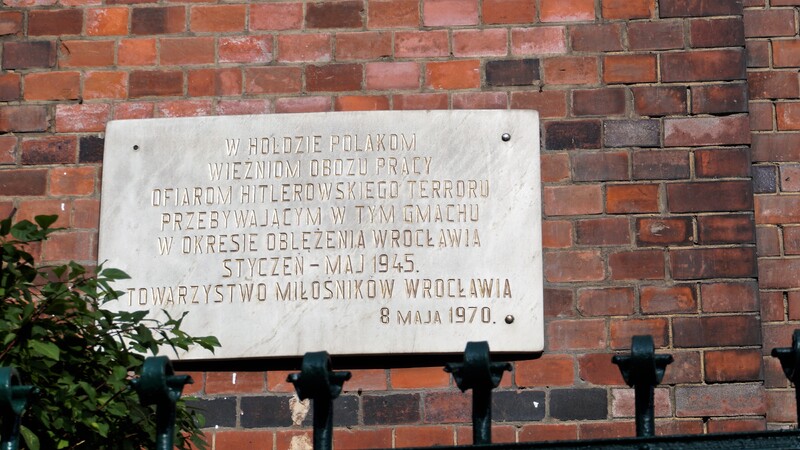 W HOŁDZIE POLAKOM
WIĘŹNIOM OBOZU PRACY
OFIAROM HITLEROWSKIEGO TERRORU
PRZEBYWAJĄCYM W TYM GMACHU
W OKRESIE OBLĘŻENIA WROCŁAWIA
STYCZEŃ – MAJ 1945.
TOWARZYSTWO MIŁOŚNIKÓW WROCŁAWIA
8 MAJA 1970.